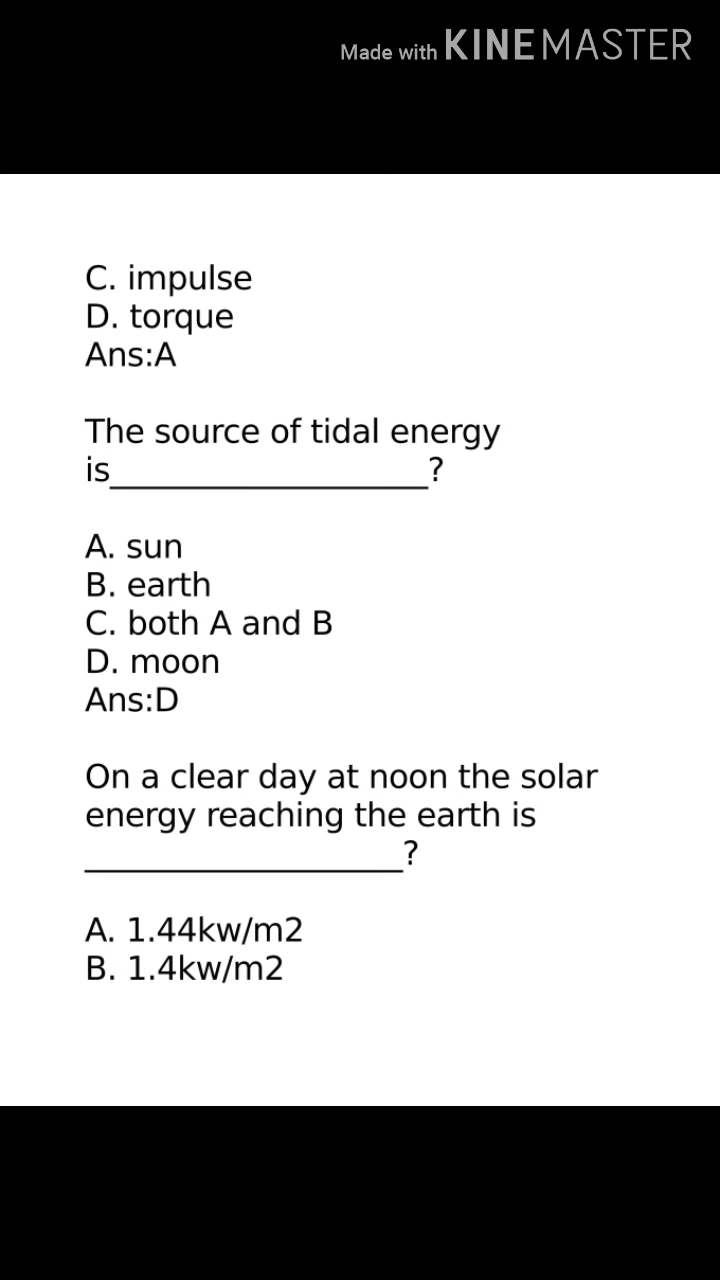 Made with KINEMASTER
C. impulse
D. torque
Ans:A
The source of tidal energy
is___________________?
A. sun
B. earth
C. both A and B
D. moon
Ans:D
On a clear day at noon the solar
energy reaching the earth is
___________________?
A. 1.44kw/m2
B. 1.4kw/m2